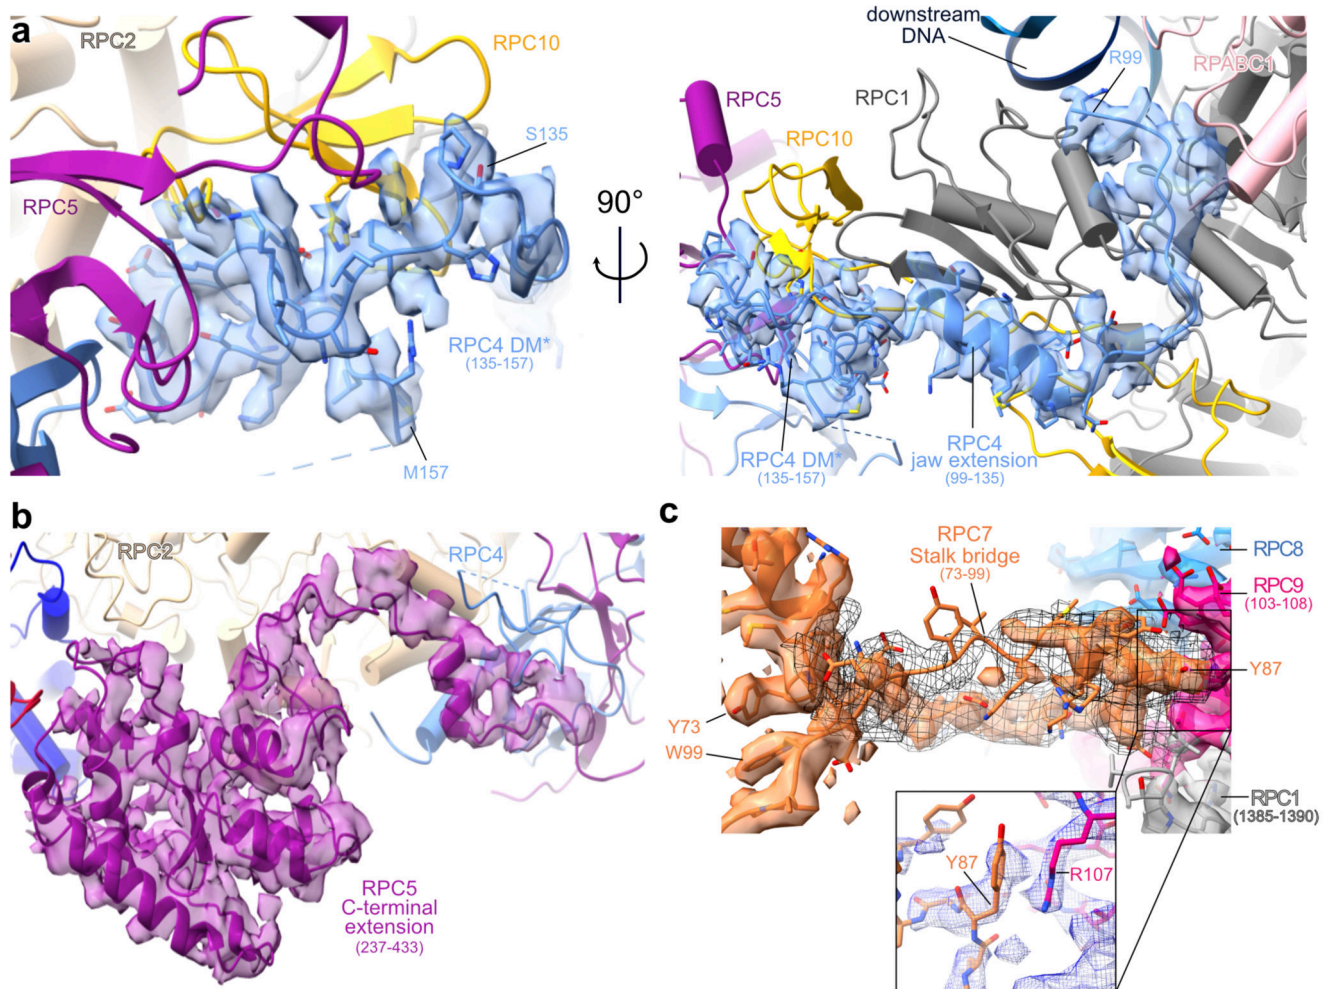 a
RPC2
RPC10
S135
RPC5
RPC4 DM*
(135-157)
M157
90°
downstream
DNA
R99
RPABC1
RPC5
RPC1
RPC10
RPC4 DM*
(135-157)
RPC4
jaw extension
(99-135)
b
RPC2
RPC4
RPC5
C-terminal
extension
(237-433)
c
RPC7
Stalk bridge
(73-99)
RPC8
RPC9
(103-108)
Y87
Y73
W99
RPC1
(1385-1390)
Y87
R107